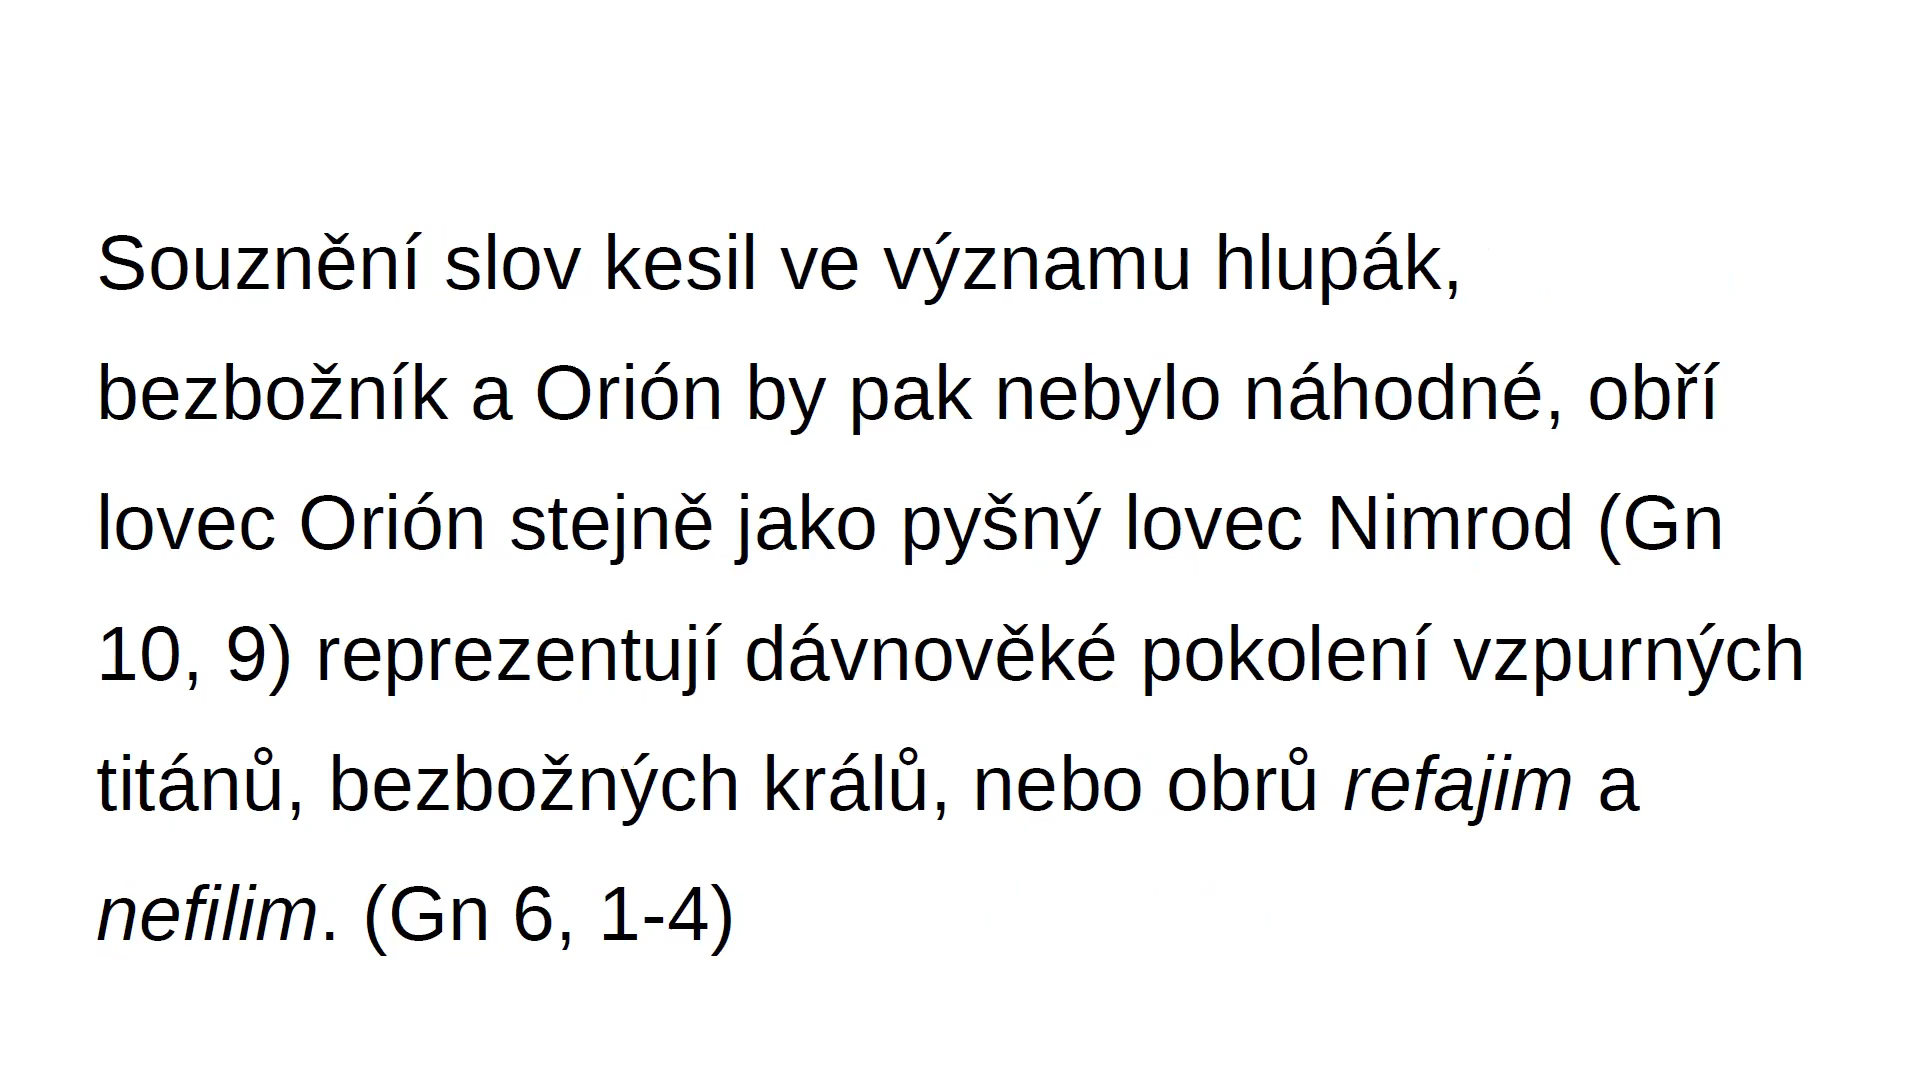 Souznění slov kesil ve významu hlupák,
bezbožník a Orión by pak nebylo náhodné, obří
lovec Orión stejně jako pyšný lovec Nimrod (Gn
10, 9) reprezentují dávnověké pokolení vzpurných
titánů, bezbožných králů, nebo obrů refajim a
nefilim. (Gn 6, 1-4)